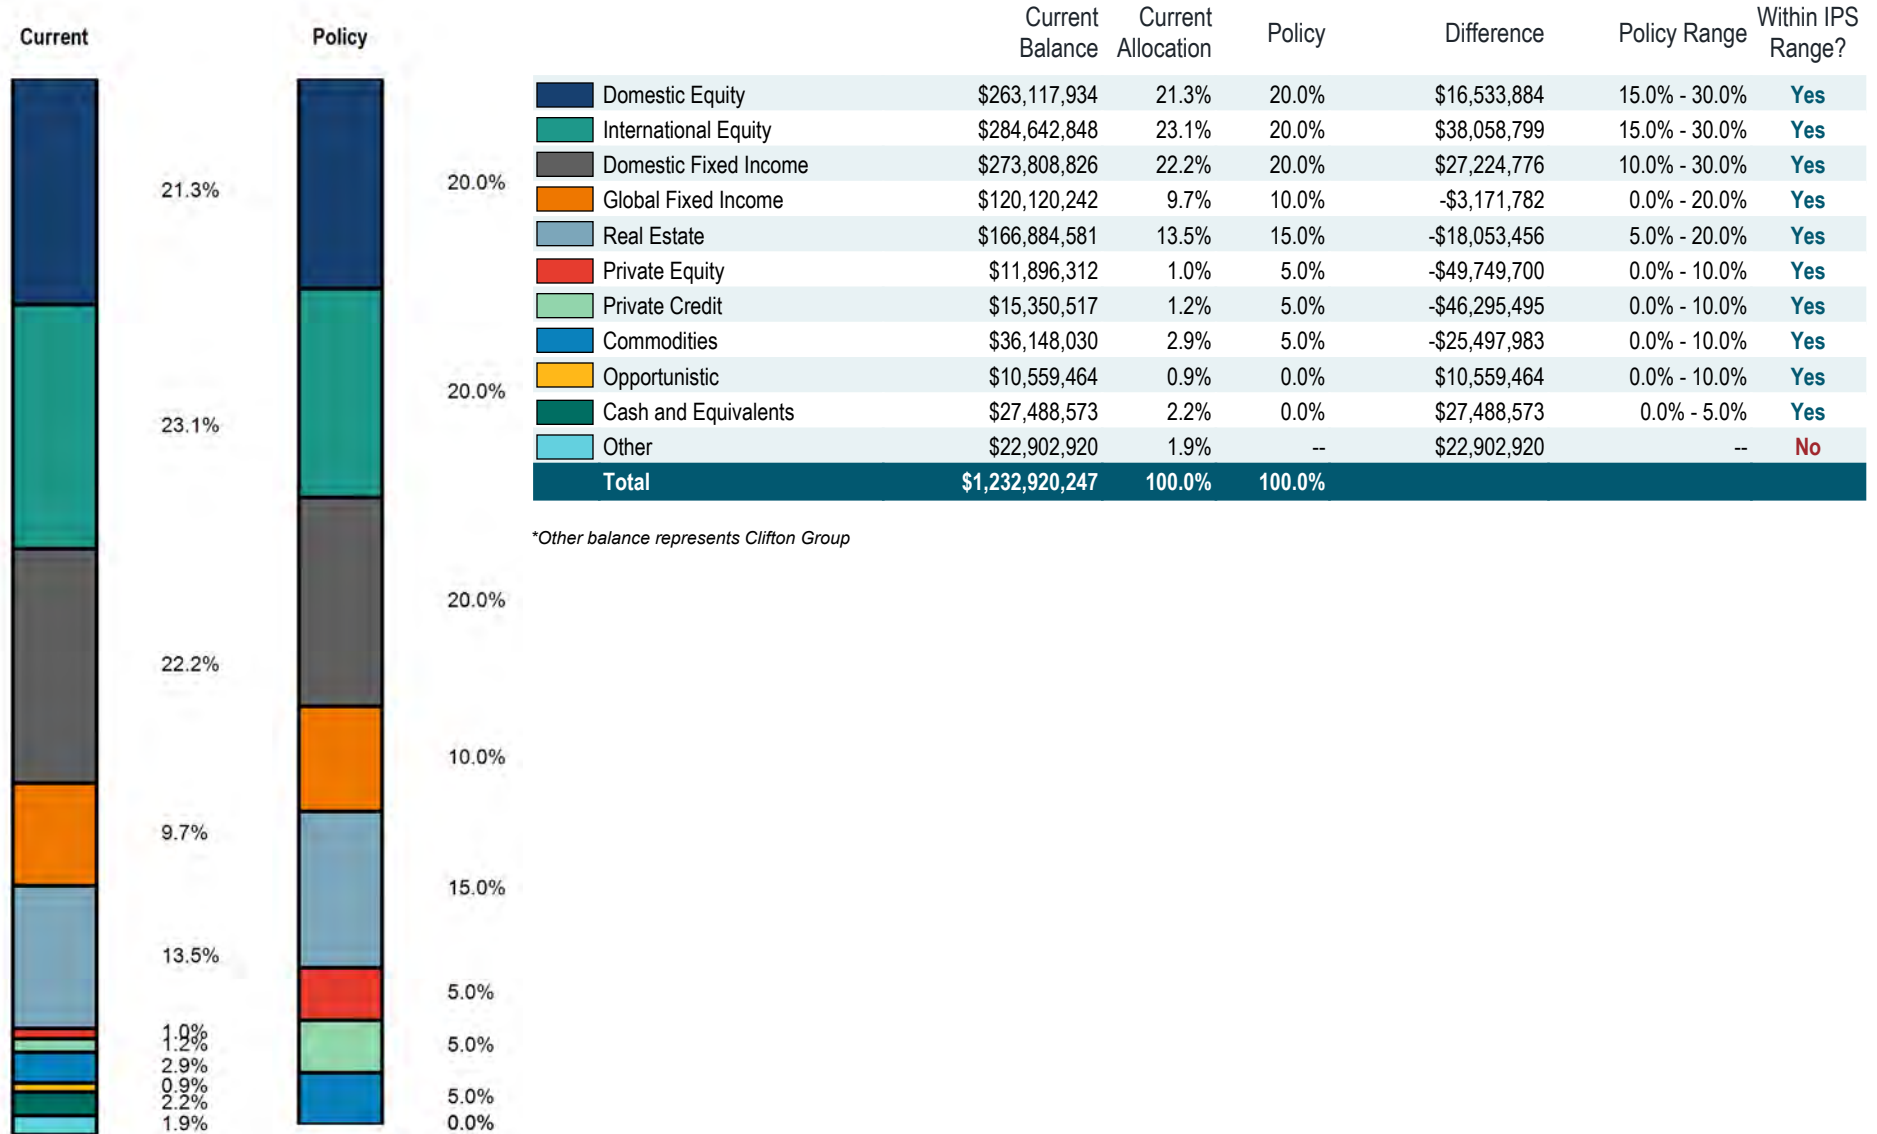 Current
21.3%
23.1%
22.2%
9.7%
13.5%
1.0%
1.2%
2.9%
0.9%
2.2%
1.9%
Policy
20.0%
20.0%
20.0%
10.0%
15.0%
5.0%
5.0%
5.0%
0.0%
Current Balance Current Allocation Policy Difference Policy Range Within IPS Range?
Domestic Equity $263,117,934 21.3% 20.0% $16,533,884 15.0% - 30.0% Yes
International Equity $284,642,848 23.1% 20.0% $38,058,799 15.0% - 30.0% Yes
Domestic Fixed Income $273,808,826 22.2% 20.0% $27,224,776 10.0% - 30.0% Yes
Global Fixed Income $120,120,242 9.7% 10.0% -$3,171,782 0.0% - 20.0% Yes
Real Estate $166,884,581 13.5% 15.0% -$18,053,456 5.0% - 20.0% Yes
Private Equity $11,896,312 1.0% 5.0% -$49,749,700 0.0% - 10.0% Yes
Private Credit $15,350,517 1.2% 5.0% -$46,295,495 0.0% - 10.0% Yes
Commodities $36,148,030 2.9% 5.0% -$25,497,983 0.0% - 10.0% Yes
Opportunistic $10,559,464 0.9% 0.0% $10,559,464 0.0% - 10.0% Yes
Cash and Equivalents $27,488,573 2.2% 0.0% $27,488,573 0.0% - 5.0% Yes
Other $22,902,920 1.9% -- $22,902,920 -- No
Total $1,232,920,247 100.0% 100.0%
*Other balance represents Clifton Group